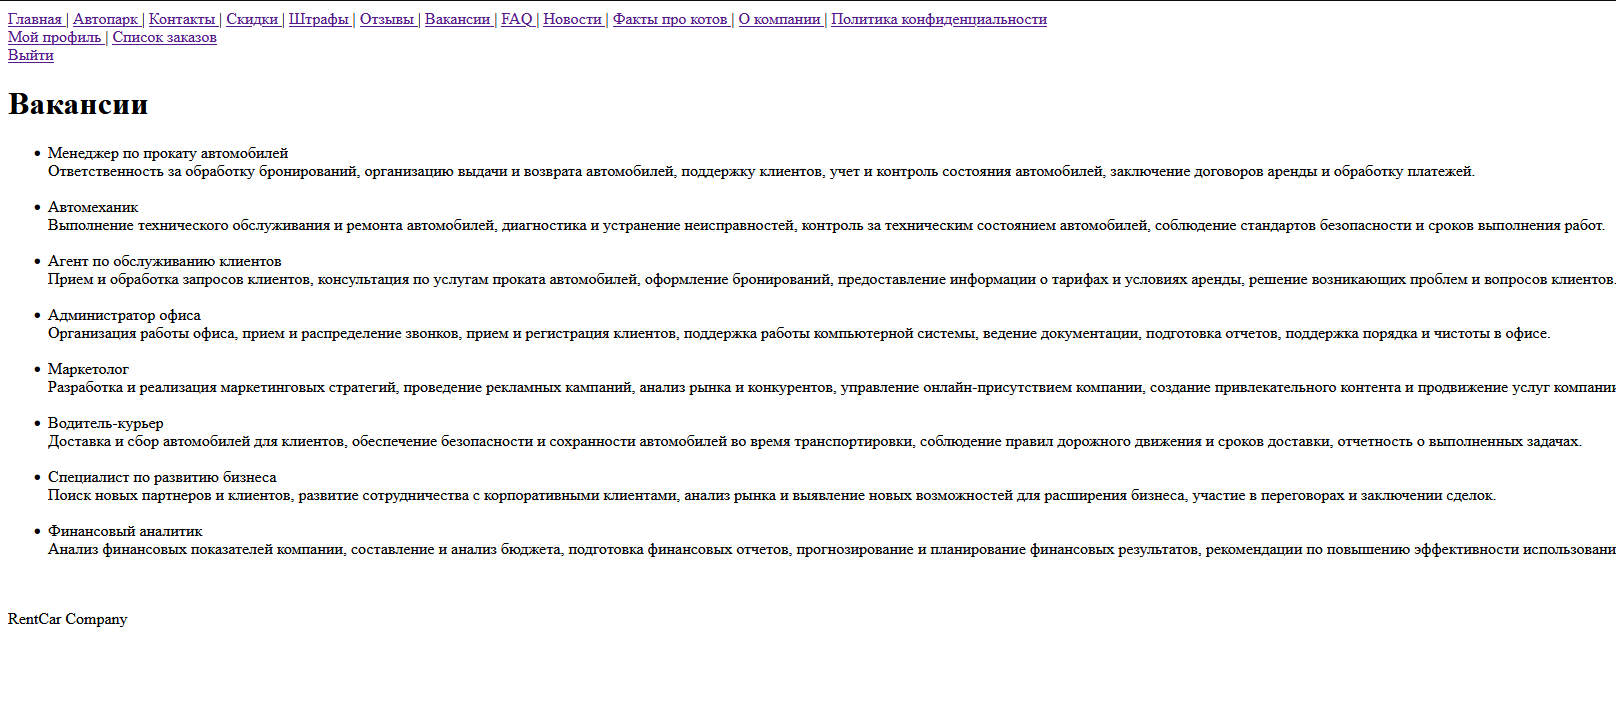 Главная | Автопарк | Контакты | Скидки | Штрафы | Отзывы | Вакансии | FAQ | Новости | Факты про котов | О компании | Политика конфиденциальности
Мой профиль | Список заказов
Выйти
Вакансии
• Менеджер по прокату автомобилей
Ответственность за обработку бронирований, организацию выдачи и возврата автомобилей, поддержку клиентов, учет и контроль состояния автомобилей, заключение договоров аренды и обработку платежей.
• Автомеханик
Выполнение технического обслуживания и ремонта автомобилей, диагностика и устранение неисправностей, контроль за техническим состоянием автомобилей, соблюдение стандартов безопасности и сроков выполнения работ.
• Агент по обслуживанию клиентов
Прием и обработка запросов клиентов, консультация по услугам проката автомобилей, оформление бронирований, предоставление информации о тарифах и условиях аренды, решение возникающих проблем и вопросов клиентов.
• Администратор офиса
Организация работы офиса, прием и распределение звонков, прием и регистрация клиентов, поддержка работы компьютерной системы, ведение документации, подготовка отчетов, поддержка порядка и чистоты в офисе.
• Маркетолог
Разработка и реализация маркетинговых стратегий, проведение рекламных кампаний, анализ рынка и конкурентов, управление онлайн-присутствием компании, создание привлекательного контента и продвижение услуг компании
• Водитель-курьер
Доставка и сбор автомобилей для клиентов, обеспечение безопасности и сохранности автомобилей во время транспортировки, соблюдение правил дорожного движения и сроков доставки, отчетность о выполненных задачах.
• Специалист по развитию бизнеса
Поиск новых партнеров и клиентов, развитие сотрудничества с корпоративными клиентами, анализ рынка и выявление новых возможностей для расширения бизнеса, участие в переговорах и заключении сделок.
• Финансовый аналитик
Анализ финансовых показателей компании, составление и анализ бюджета, подготовка финансовых отчетов, прогнозирование и планирование финансовых результатов, рекомендации по повышению эффективности использовани
RentCar Company